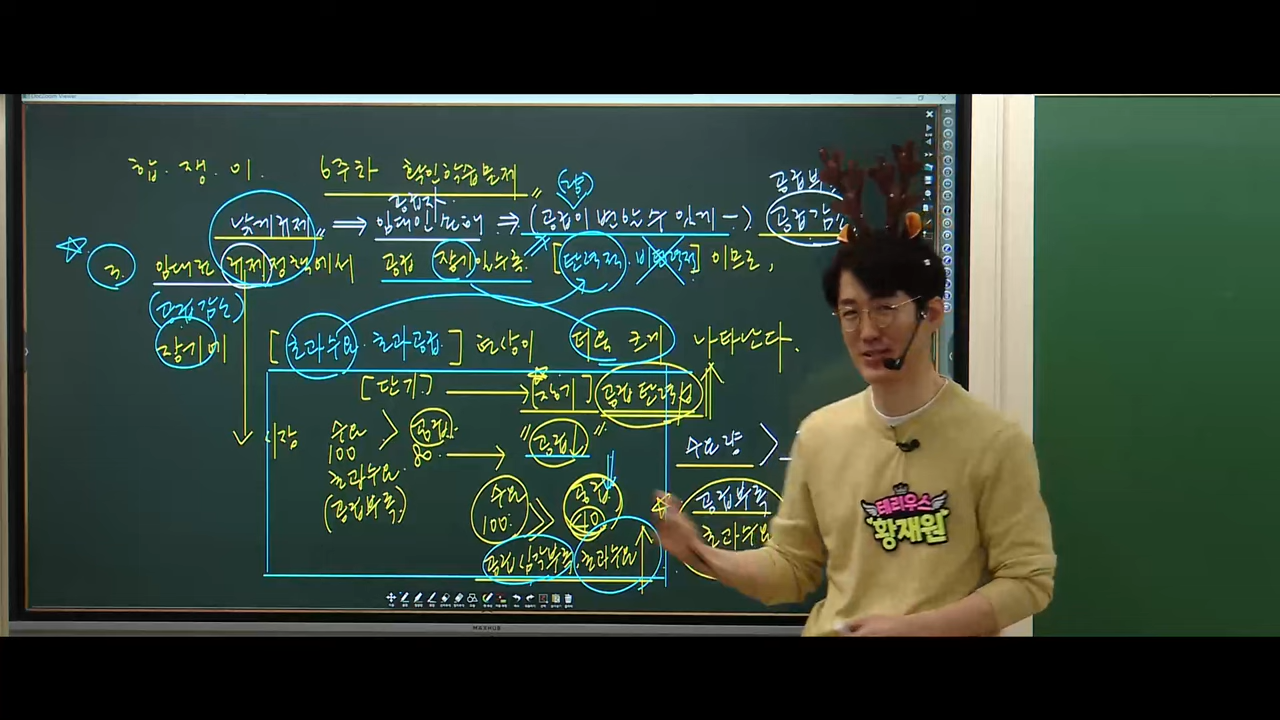 합.쟁.이. 6주차 확인학습문제
공급자
(량)
공급부
낮게규제 ⇒ 임대인 손해 ⇒ (공급이 변할 수 있게 →) 공급감소
3. 임대료 규제정책에서 공급 장기일수록 [탄력적. 비탄력적] 이므로,
(공급감소)
장기에
[초과수요. 초과공급] 현상이 더욱 크게 나타난다.
[단기] → [장기] 공급 탄력적
시장 수요 100 > 공급 80 → "공급↓"
초과수요
(공급부족)
수요 100 > 공급 40
공급 심각부족. 초과수요↑
수요량 >
공급부족
초과수요
테리우스
황재원
MAXHUB